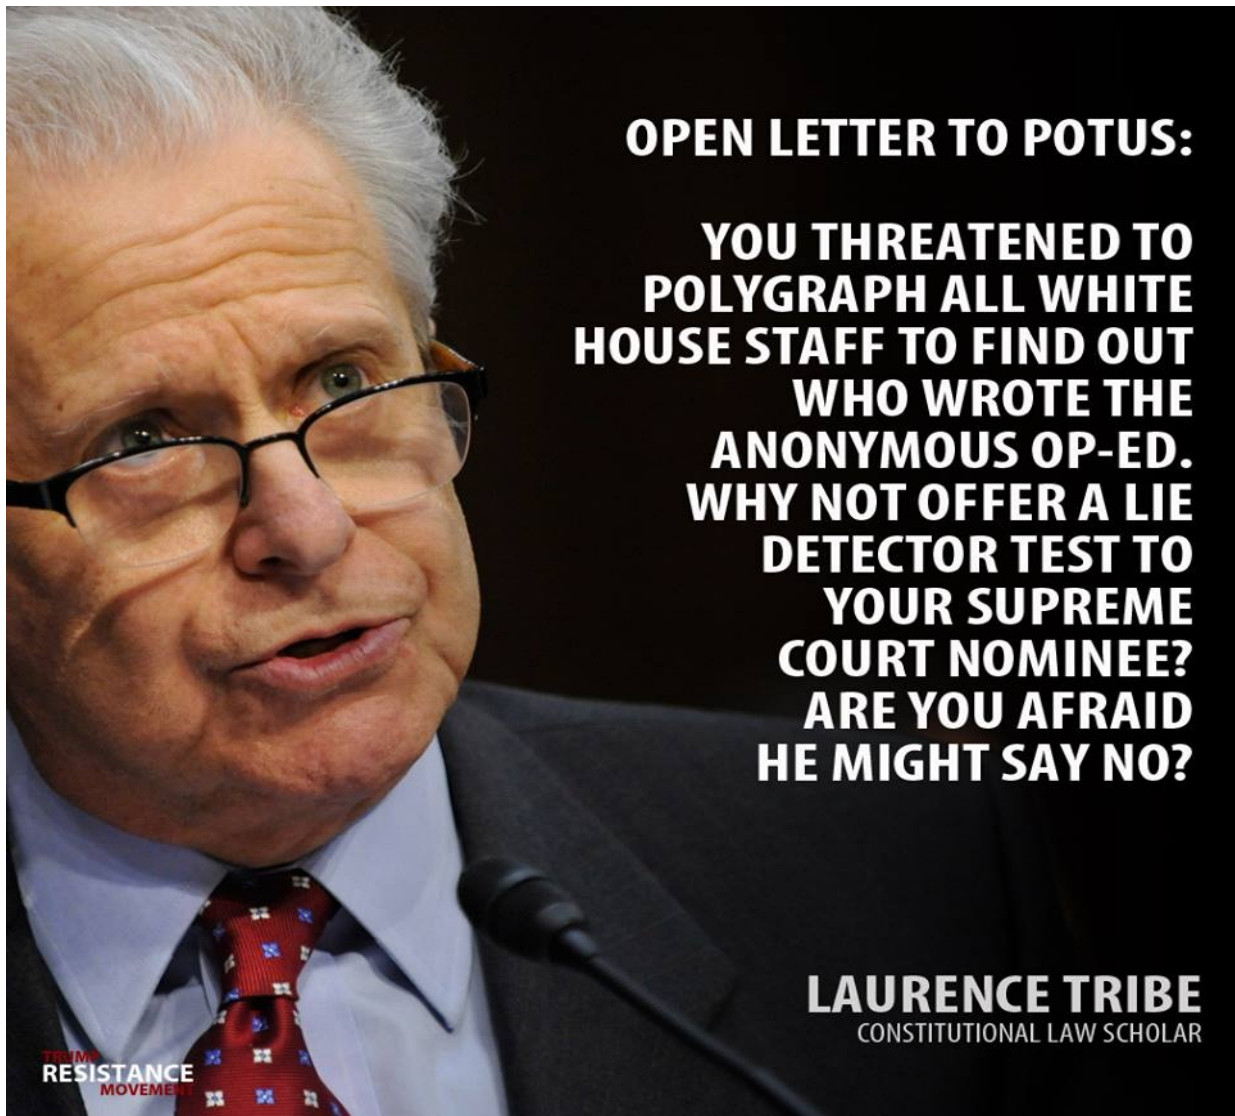 OPEN LETTER TO POTUS:
YOU THREATENED TO
POLYGRAPH ALL WHITE
HOUSE STAFF TO FIND OUT
WHO WROTE THE
ANONYMOUS OP-ED.
WHY NOT OFFER A LIE
DETECTOR TEST TO
YOUR SUPREME
COURT NOMINEE?
ARE YOU AFRAID
HE MIGHT SAY NO?
LAURENCE TRIBE
CONSTITUTIONAL LAW SCHOLAR
TRUMP
RESISTANCE
MOVEMENT